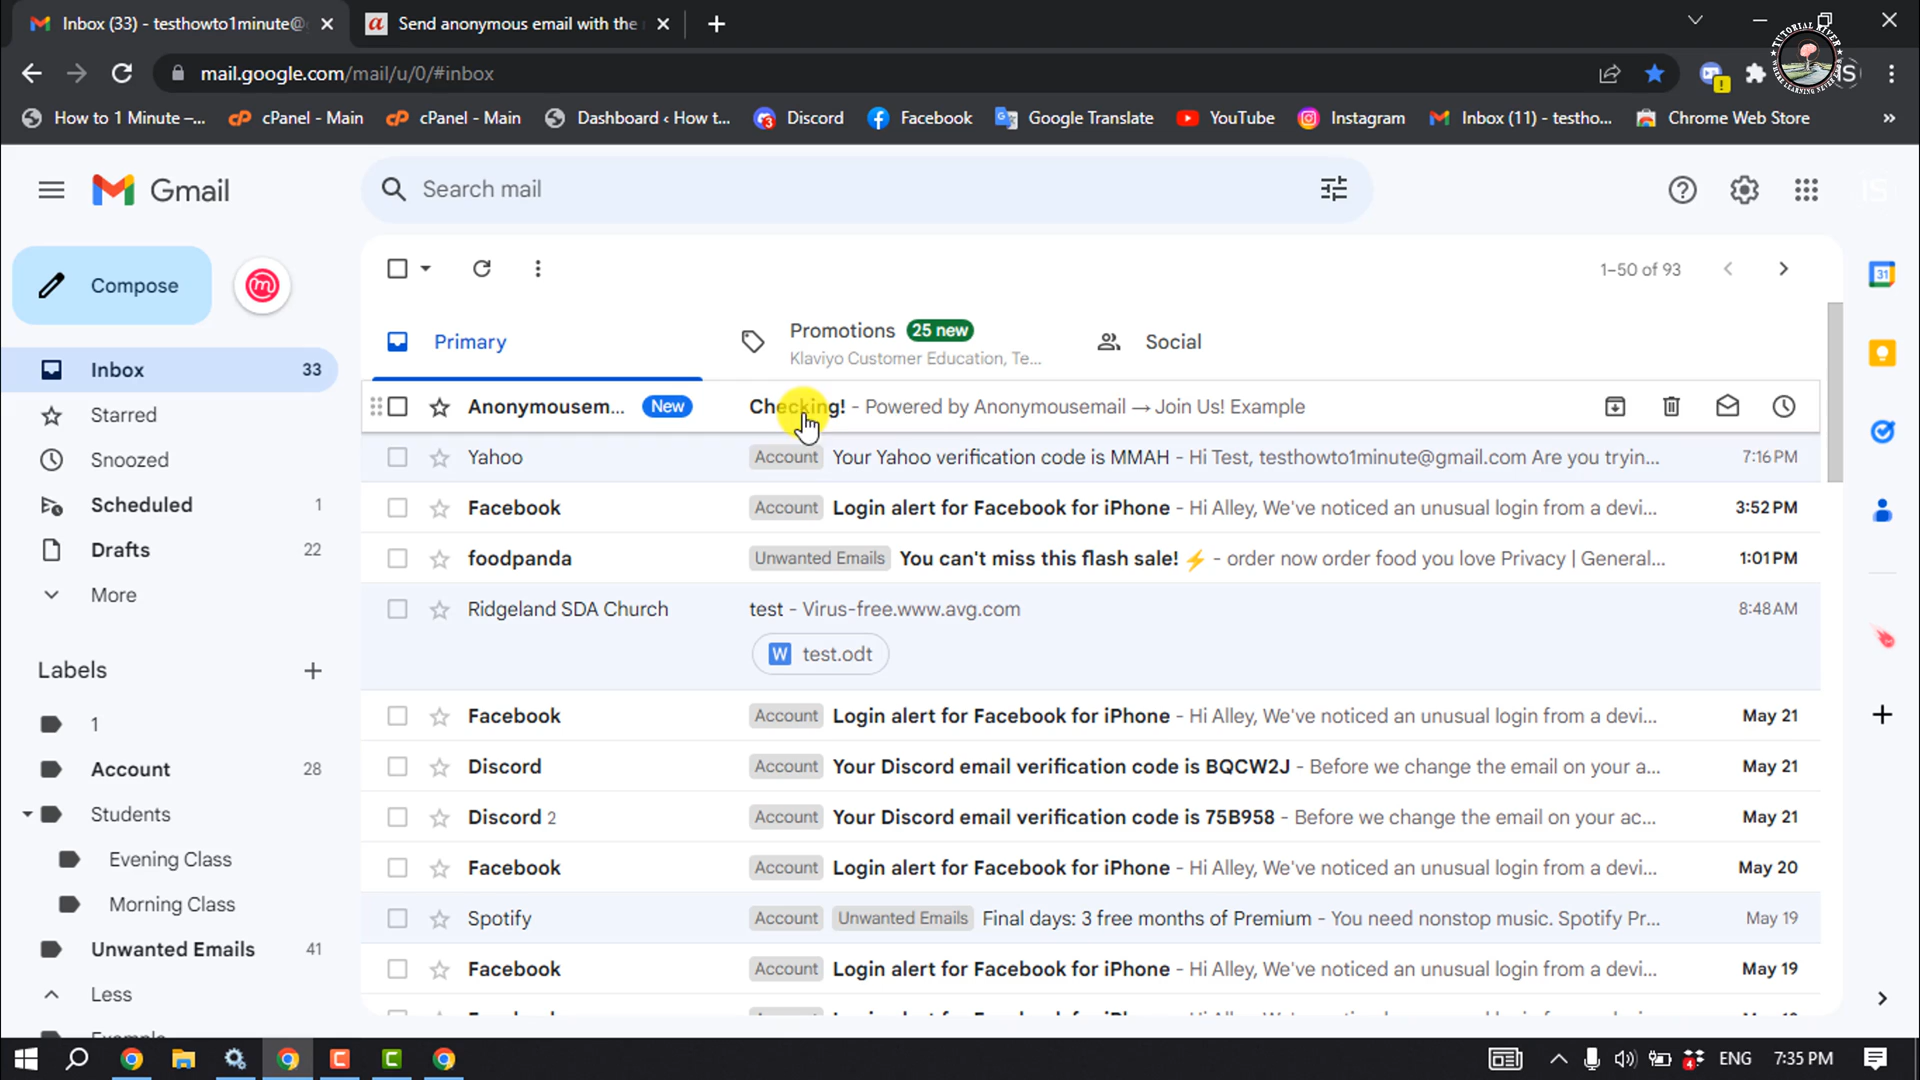 Inbox (33) - testhowto1minute@
Send anonymous email with the
mail.google.com/mail/u/0/#inbox
TUTORIAL RIVER
WHERE LEARNING NEVER ENDS
How to 1 Minute –...
cPanel - Main
cPanel - Main
Dashboard ‹ How t...
Discord
Facebook
Google Translate
YouTube
Instagram
Inbox (11) - testho...
Chrome Web Store
»
Gmail
Search mail
Compose
1–50 of 93
Primary
Promotions 25 new
Klaviyo Customer Education, Te...
Social
Inbox 33
Starred
Snoozed
Scheduled 1
Drafts 22
More
Labels +
1
Account 28
Students
Evening Class
Morning Class
Unwanted Emails 41
Less
Anonymousem... New Checking! - Powered by Anonymousemail → Join Us! Example
Yahoo Account Your Yahoo verification code is MMAH - Hi Test, testhowto1minute@gmail.com Are you tryin... 7:16 PM
Facebook Account Login alert for Facebook for iPhone - Hi Alley, We've noticed an unusual login from a devi... 3:52 PM
foodpanda Unwanted Emails You can't miss this flash sale! ⚡ - order now order food you love Privacy | General... 1:01 PM
Ridgeland SDA Church test - Virus-free.www.avg.com 8:48 AM
W test.odt
Facebook Account Login alert for Facebook for iPhone - Hi Alley, We've noticed an unusual login from a devi... May 21
Discord Account Your Discord email verification code is BQCW2J - Before we change the email on your a... May 21
Discord 2 Account Your Discord email verification code is 75B958 - Before we change the email on your ac... May 21
Facebook Account Login alert for Facebook for iPhone - Hi Alley, We've noticed an unusual login from a devi... May 20
Spotify Account Unwanted Emails Final days: 3 free months of Premium - You need nonstop music. Spotify Pr... May 19
Facebook Account Login alert for Facebook for iPhone - Hi Alley, We've noticed an unusual login from a devi... May 19
31
ENG 7:35 PM